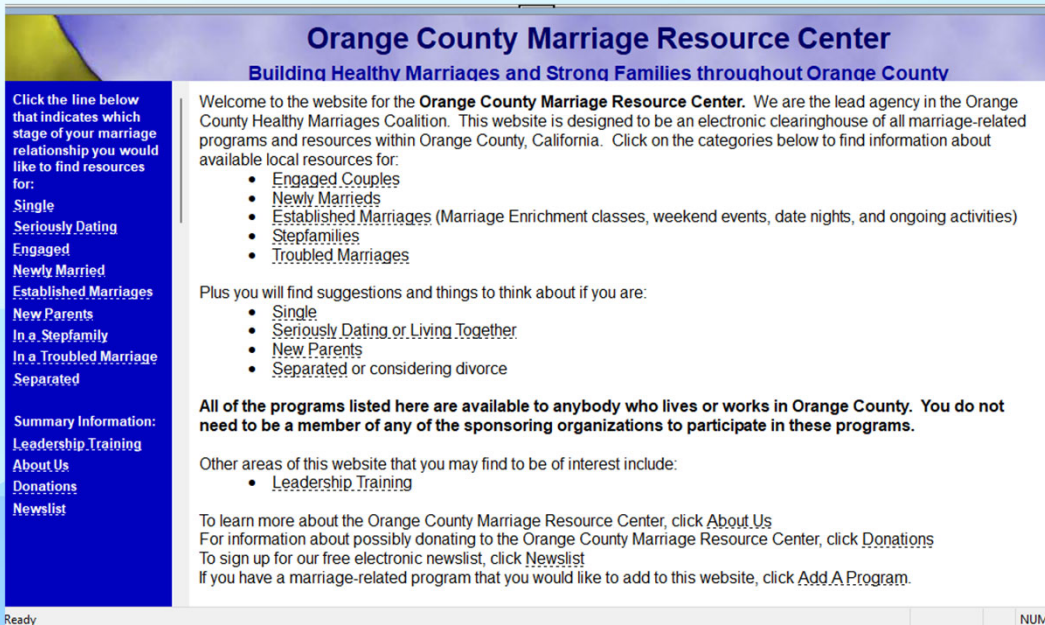 Orange County Marriage Resource Center
Building Healthy Marriages and Strong Families throughout Orange County
Click the line below
that indicates which
stage of your marriage
relationship you would
like to find resources
for:
Single
Seriously Dating
Engaged
Newly Married
Established Marriages
New Parents
In a Stepfamily
In a Troubled Marriage
Separated
Summary Information:
Leadership Training
About Us
Donations
Newslist
Welcome to the website for the Orange County Marriage Resource Center. We are the lead agency in the Orange
County Healthy Marriages Coalition. This website is designed to be an electronic clearinghouse of all marriage-related
programs and resources within Orange County, California. Click on the categories below to find information about
available local resources for:
• Engaged Couples
• Newly Marrieds
• Established Marriages (Marriage Enrichment classes, weekend events, date nights, and ongoing activities)
• Stepfamilies
• Troubled Marriages
Plus you will find suggestions and things to think about if you are:
• Single
• Seriously Dating or Living Together
• New Parents
• Separated or considering divorce
All of the programs listed here are available to anybody who lives or works in Orange County. You do not
need to be a member of any of the sponsoring organizations to participate in these programs.
Other areas of this website that you may find to be of interest include:
• Leadership Training
To learn more about the Orange County Marriage Resource Center, click About Us
For information about possibly donating to the Orange County Marriage Resource Center, click Donations
To sign up for our free electronic newslist, click Newslist
If you have a marriage-related program that you would like to add to this website, click Add A Program.
Ready
NUM